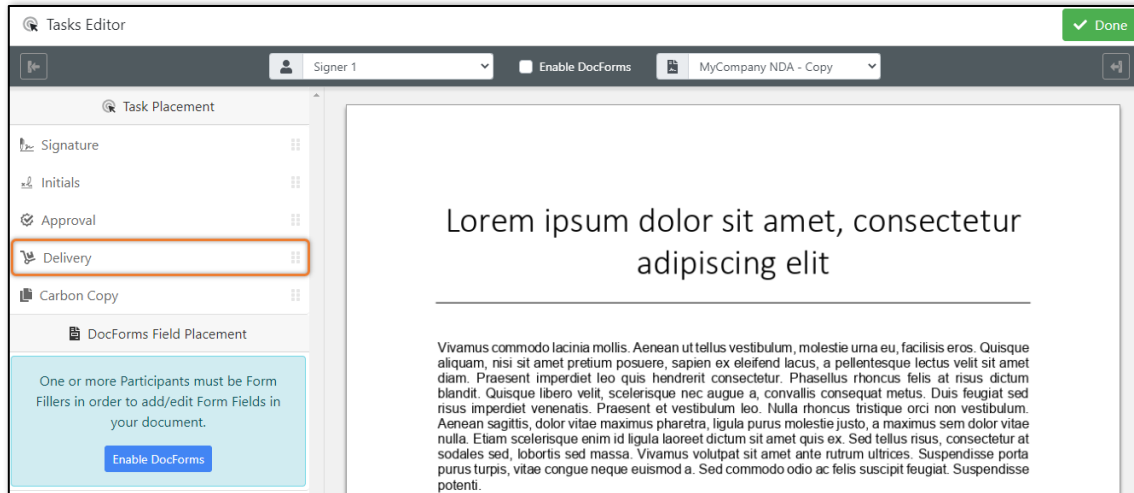 Tasks Editor
Done
Signer 1
Enable DocForms
MyCompany NDA - Copy
Task Placement
Signature
Initials
Approval
Delivery
Carbon Copy
DocForms Field Placement
One or more Participants must be Form
Fillers in order to add/edit Form Fields in
your document.
Enable DocForms
Lorem ipsum dolor sit amet, consectetur
adipiscing elit
Vivamus commodo lacinia mollis. Aenean ut tellus vestibulum, molestie urna eu, facilisis eros. Quisque
aliquam, nisi sit amet pretium posuere, sapien ex eleifend lacus, a pellentesque lectus velit sit amet
diam. Praesent imperdiet leo quis hendrerit consectetur. Phasellus rhoncus felis at risus dictum
blandit. Quisque libero velit, scelerisque nec augue a, convallis consequat metus. Duis feugiat sed
risus imperdiet venenatis. Praesent et vestibulum leo. Nulla rhoncus tristique orci non vestibulum.
Aenean sagittis, dolor vitae maximus pharetra, ligula purus molestie justo, a maximus sem dolor vitae
nulla. Etiam scelerisque enim id ligula laoreet dictum sit amet quis ex. Sed tellus risus, consectetur at
sodales sed, lobortis sed massa. Vivamus volutpat sit amet ante rutrum ultrices. Suspendisse porta
purus turpis, vitae congue neque euismod a. Sed commodo odio ac felis suscipit feugiat. Suspendisse
potenti.